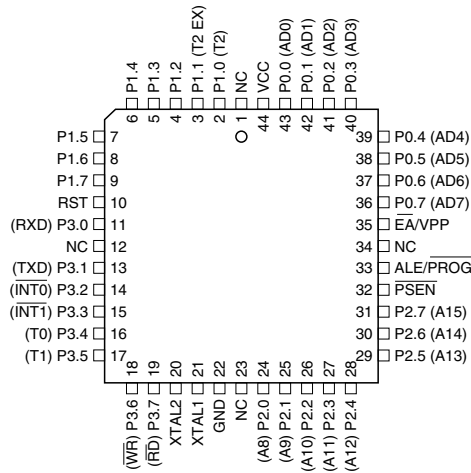 P1.4
P1.3
P1.2
P1.1 (T2 EX)
P1.0 (T2)
NC
VCC
P0.0 (AD0)
P0.1 (AD1)
P0.2 (AD2)
P0.3 (AD3)
6
5
4
3
2
1
44
43
42
41
40
P1.5 7
P1.6 8
P1.7 9
RST 10
(RXD) P3.0 11
NC 12
(TXD) P3.1 13
(INT0) P3.2 14
(INT1) P3.3 15
(T0) P3.4 16
(T1) P3.5 17
39 P0.4 (AD4)
38 P0.5 (AD5)
37 P0.6 (AD6)
36 P0.7 (AD7)
35 EA/VPP
34 NC
33 ALE/PROG
32 PSEN
31 P2.7 (A15)
30 P2.6 (A14)
29 P2.5 (A13)
18
19
20
21
22
23
24
25
26
27
28
(WR) P3.6
(RD) P3.7
XTAL2
XTAL1
GND
NC
(A8) P2.0
(A9) P2.1
(A10) P2.2
(A11) P2.3
(A12) P2.4